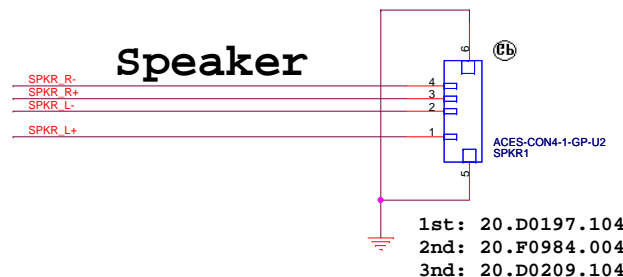 Speaker
6
SPKR_R- 4
SPKR_R+ 3
SPKR_L- 2
SPKR_L+ 1
ACES-CON4-1-GP-U2
SPKR1
5
1st: 20.D0197.104
2nd: 20.F0984.004
3nd: 20.D0209.104